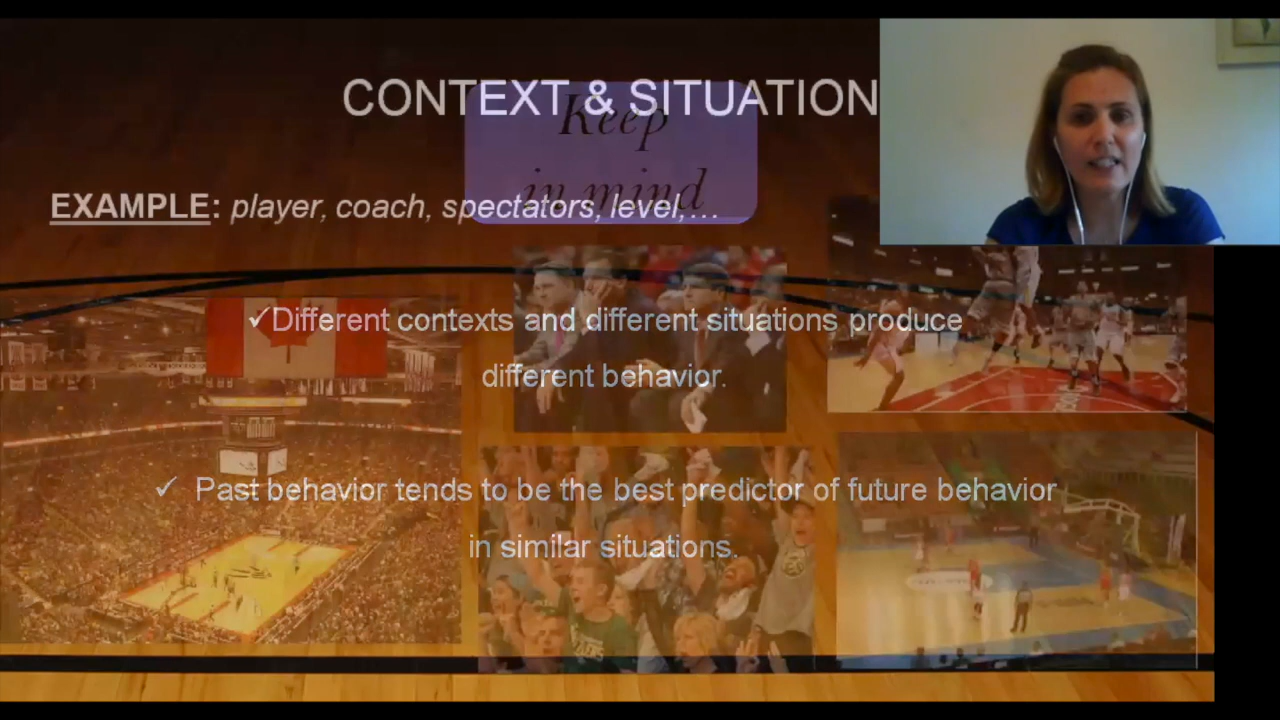 CONTEXT & SITUATION
Keep
in mind
EXAMPLE: player, coach, spectators, level,…
✓Different contexts and different situations produce
different behavior.
✓ Past behavior tends to be the best predictor of future behavior
in similar situations.